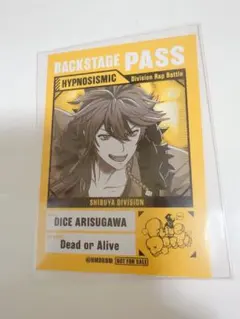 BACKSTAGE PASS
HYPNOSISMIC
Division Rap Battle
SHIBUYA DIVISION
DICE ARISUGAWA
Dead or Alive
NOT FOR SALE